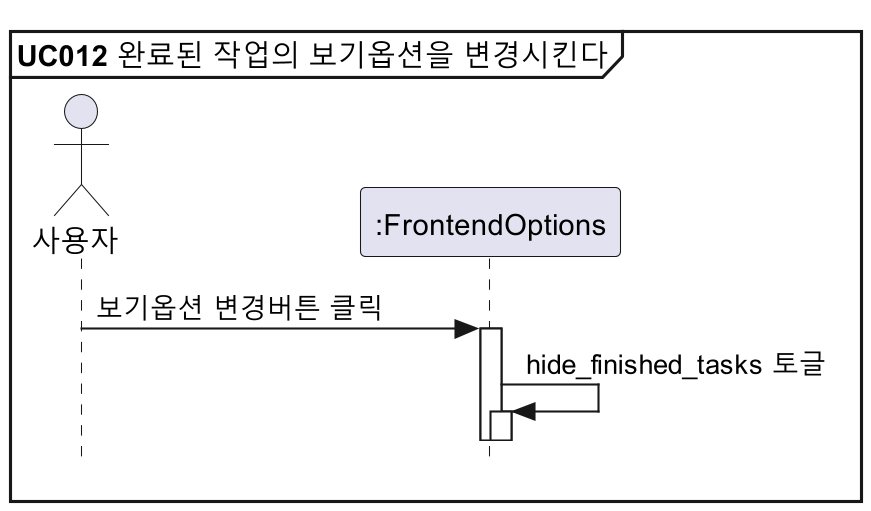 UC012 완료된 작업의 보기옵션을 변경시킨다
사용자
:FrontendOptions
보기옵션 변경버튼 클릭
hide_finished_tasks 토글